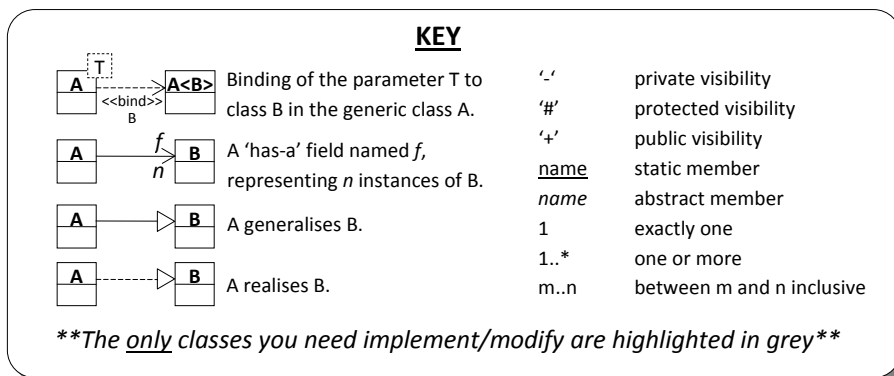 KEY
T
A A<B>
<<bind>>
B
Binding of the parameter T to
class B in the generic class A.
A f B
n
A ‘has-a’ field named f,
representing n instances of B.
A B
A generalises B.
A B
A realises B.
‘-‘ private visibility
‘#’ protected visibility
‘+’ public visibility
name static member
name abstract member
1 exactly one
1..* one or more
m..n between m and n inclusive
**The only classes you need implement/modify are highlighted in grey**